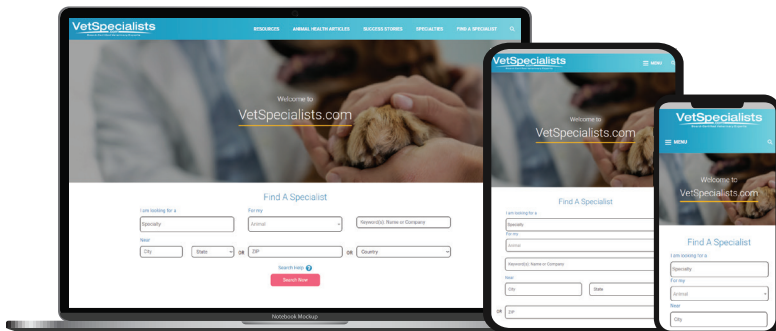 VetSpecialists
RESOURCES ANIMAL HEALTH ARTICLES SUCCESS STORIES SPECIALTIES FIND A SPECIALIST
Welcome to
VetSpecialists.com
Find A Specialist
I am looking for a
For my
Specialty
Animal
Keyword(s), Name or Company
Near
City
State
OR
ZIP
OR
Country
Search Help ?
Search Now
Notebook Mockup
VetSpecialists
MENU
Welcome to
VetSpecialists.com
Find A Specialist
I am looking for a
Specialty
For my
Animal
Keyword(s), Name or Company
Near
City
State
OR
ZIP
VetSpecialists
Board-Certified Veterinary Experts
MENU
Welcome to
VetSpecialists.com
Find A Specialist
I am looking for a
Specialty
For my
Animal
Near
City